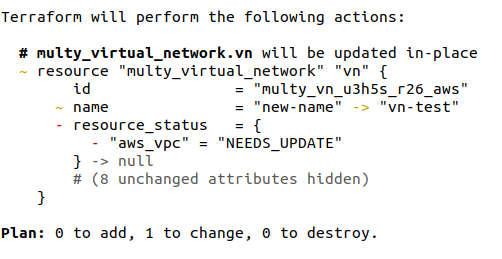 Terraform will perform the following actions:
# multy_virtual_network.vn will be updated in-place
~ resource "multy_virtual_network" "vn" {
id = "multy_vn_u3h5s_r26_aws"
~ name = "new-name" -> "vn-test"
- resource_status = {
- "aws_vpc" = "NEEDS_UPDATE"
} -> null
# (8 unchanged attributes hidden)
}
Plan: 0 to add, 1 to change, 0 to destroy.